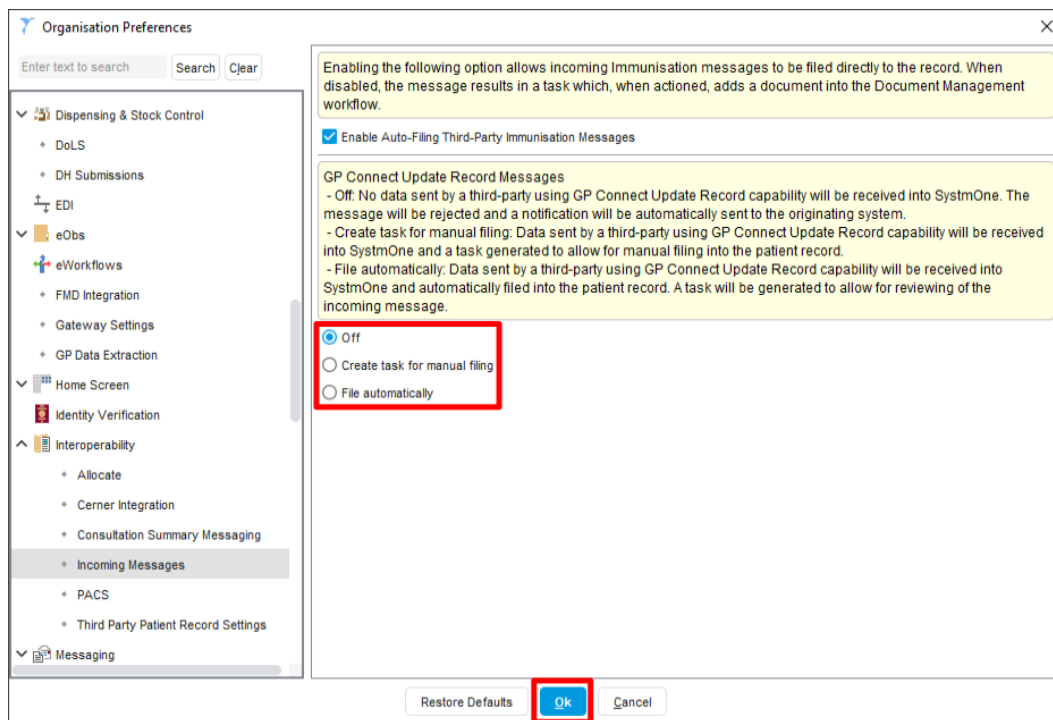 Organisation Preferences
Enter text to search Search Clear
Dispensing & Stock Control
DoLS
DH Submissions
EDI
eObs
eWorkflows
FMD Integration
Gateway Settings
GP Data Extraction
Home Screen
Identity Verification
Interoperability
Allocate
Cerner Integration
Consultation Summary Messaging
Incoming Messages
PACS
Third Party Patient Record Settings
Messaging
Enabling the following option allows incoming Immunisation messages to be filed directly to the record. When
disabled, the message results in a task which, when actioned, adds a document into the Document Management
workflow.
Enable Auto-Filing Third-Party Immunisation Messages
GP Connect Update Record Messages
- Off: No data sent by a third-party using GP Connect Update Record capability will be received into SystmOne. The
message will be rejected and a notification will be automatically sent to the originating system.
- Create task for manual filing: Data sent by a third-party using GP Connect Update Record capability will be received
into SystmOne and a task generated to allow for manual filing into the patient record.
- File automatically: Data sent by a third-party using GP Connect Update Record capability will be received into
SystmOne and automatically filed into the patient record. A task will be generated to allow for reviewing of the
incoming message.
Off
Create task for manual filing
File automatically
Restore Defaults Ok Cancel